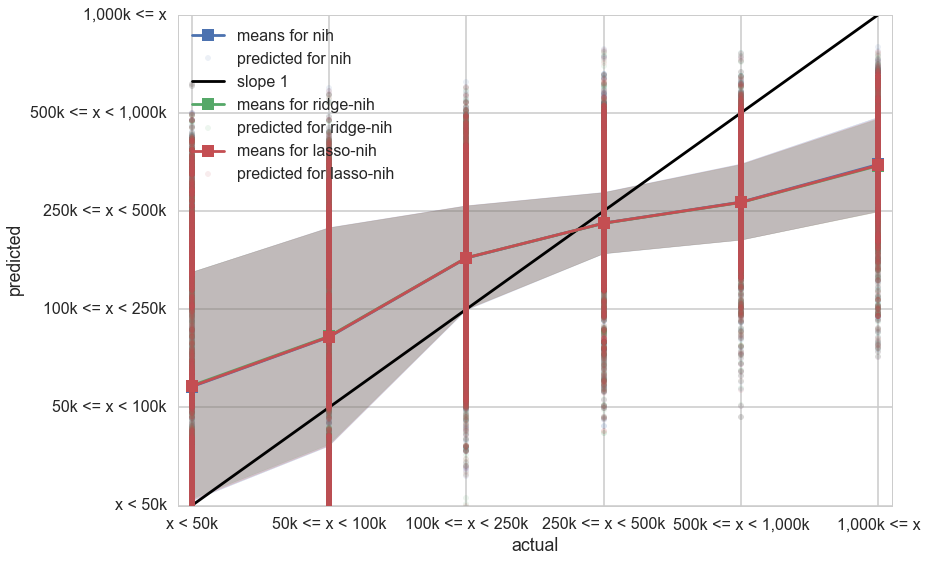 1,000k <= x
500k <= x < 1,000k
250k <= x < 500k
100k <= x < 250k
50k <= x < 100k
x < 50k
predicted
means for nih
predicted for nih
slope 1
means for ridge-nih
predicted for ridge-nih
means for lasso-nih
predicted for lasso-nih
x < 50k
50k <= x < 100k
100k <= x < 250k
250k <= x < 500k
500k <= x < 1,000k
1,000k <= x
actual